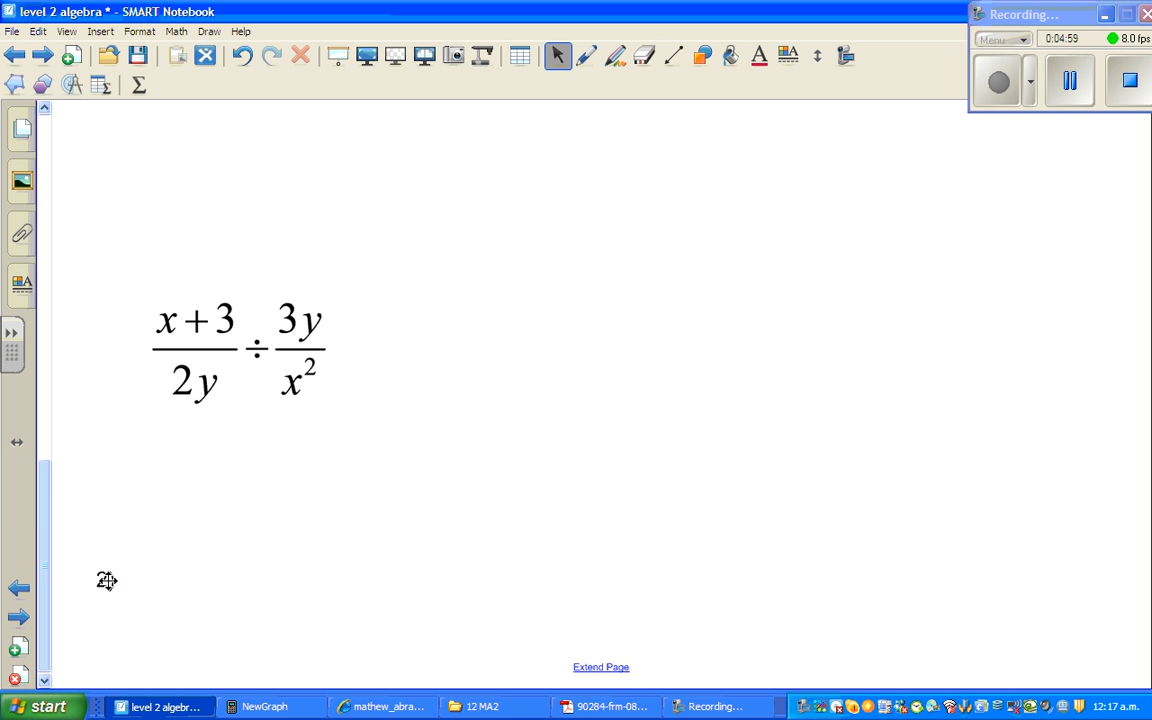 level 2 algebra * - SMART Notebook
File Edit View Insert Format Math Draw Help
Recording...
Menu 0:04:59 8.0 fps
x + 3 3y
÷
2y x²
Extend Page
start level 2 algebr... NewGraph mathew_abra... 12 MA2 90284-frm-08... Recording... 12:17 a.m.